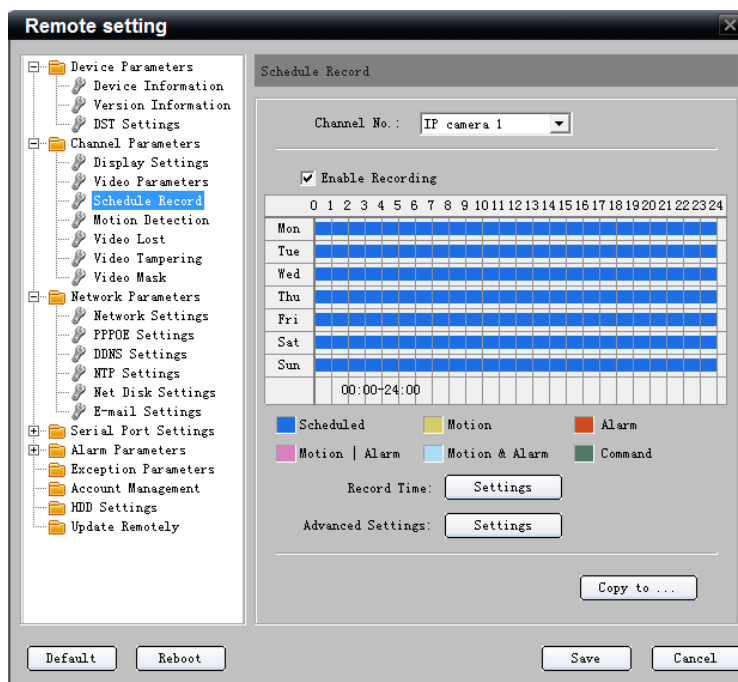 Remote setting
Device Parameters
Device Information
Version Information
DST Settings
Channel Parameters
Display Settings
Video Parameters
Schedule Record
Motion Detection
Video Lost
Video Tampering
Video Mask
Network Parameters
Network Settings
PPPOE Settings
DDNS Settings
NTP Settings
Net Disk Settings
E-mail Settings
Serial Port Settings
Alarm Parameters
Exception Parameters
Account Management
HDD Settings
Update Remotely
Schedule Record
Channel No.: IP camera 1
Enable Recording
0 1 2 3 4 5 6 7 8 9 10 11 12 13 14 15 16 17 18 19 20 21 22 23 24
Mon
Tue
Wed
Thu
Fri
Sat
Sun
00:00-24:00
Scheduled Motion Alarm
Motion | Alarm Motion & Alarm Command
Record Time: Settings
Advanced Settings: Settings
Copy to ...
Default Reboot Save Cancel